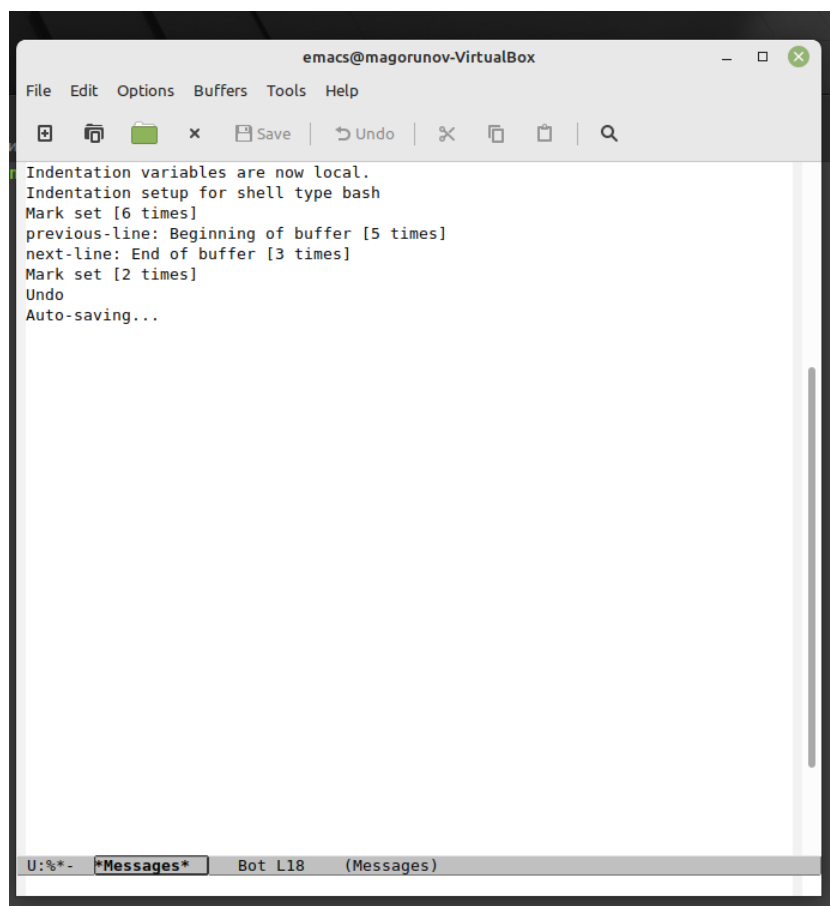 emacs@magorunov-VirtualBox
File Edit Options Buffers Tools Help
Save Undo
Indentation variables are now local.
Indentation setup for shell type bash
Mark set [6 times]
previous-line: Beginning of buffer [5 times]
next-line: End of buffer [3 times]
Mark set [2 times]
Undo
Auto-saving...
U:%*- *Messages* Bot L18 (Messages)